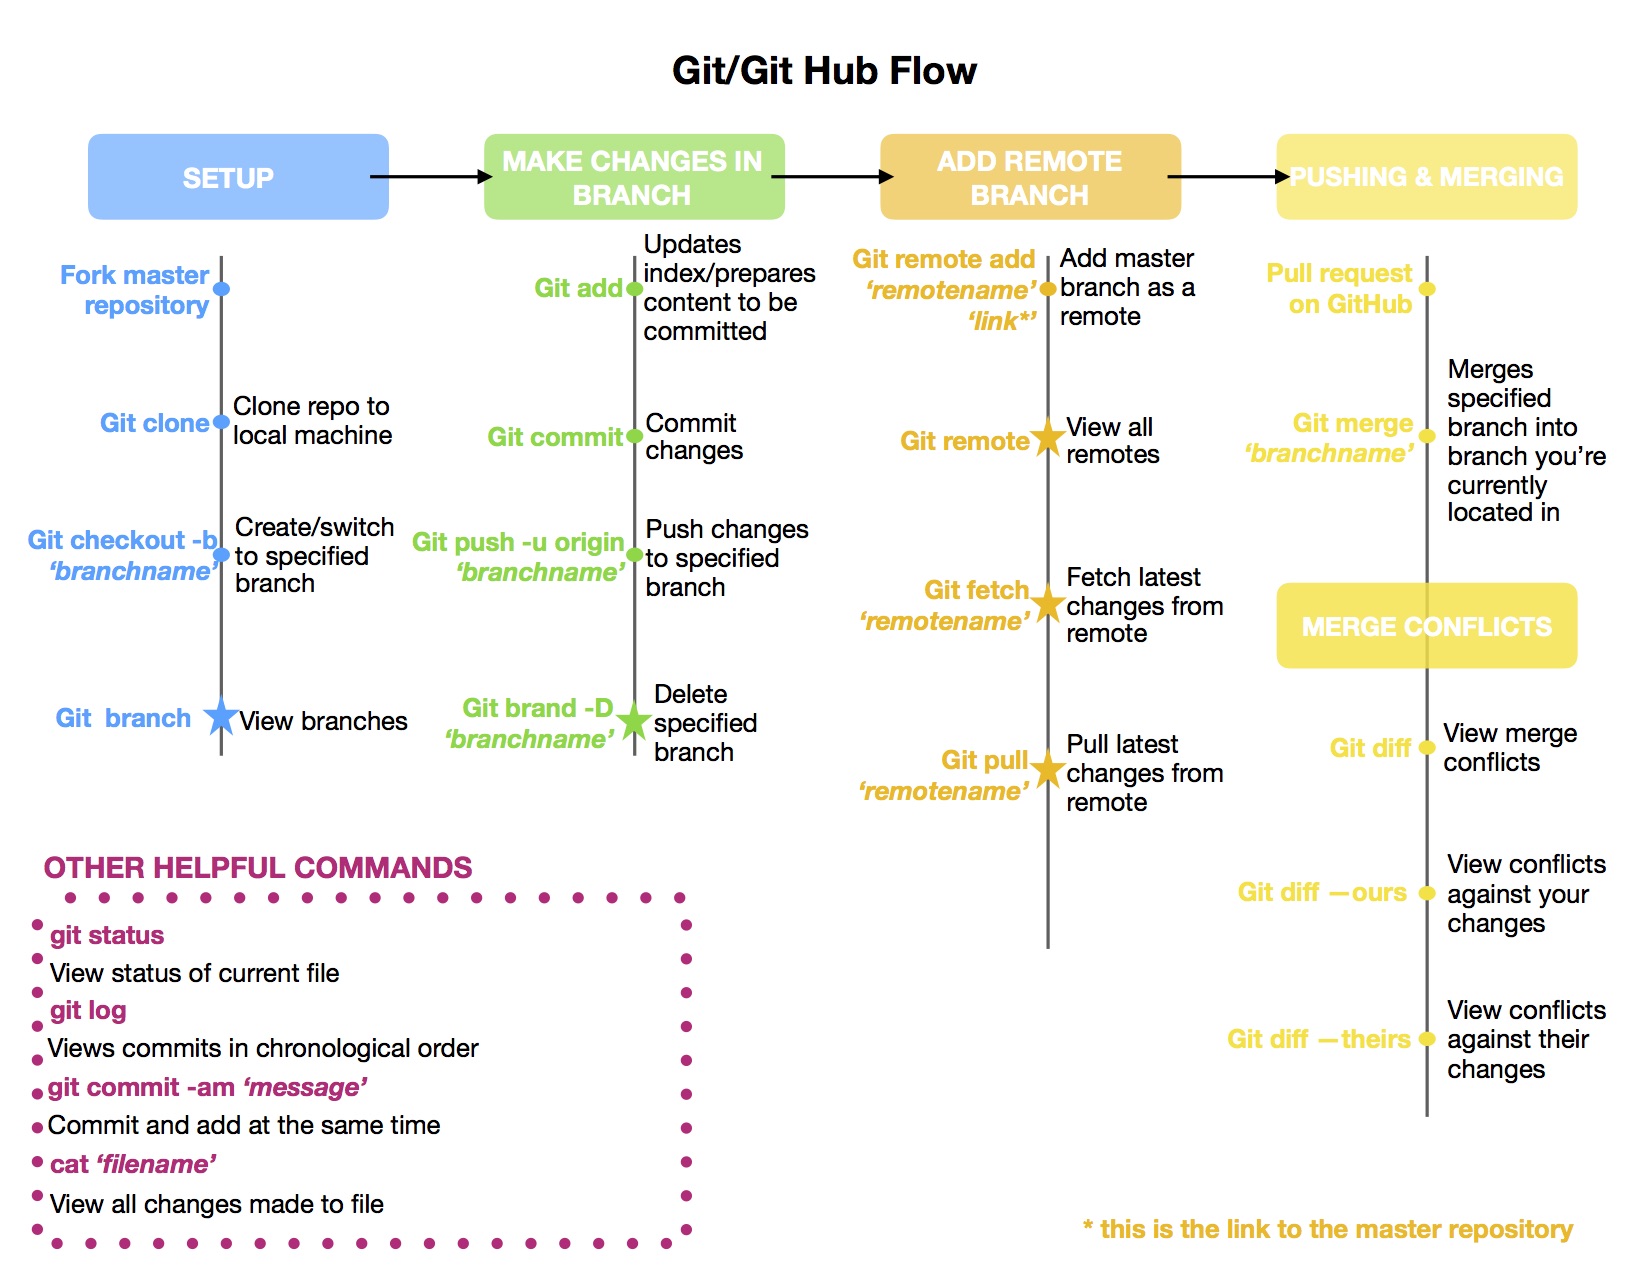 Git/Git Hub Flow
SETUP
Fork master
repository
Git clone
Clone repo to
local machine
Git checkout -b
‘branchname’
Create/switch
to specified
branch
Git  branch
View branches
MAKE CHANGES IN
BRANCH
Git add
Updates
index/prepares
content to be
committed
Git commit
Commit
changes
Git push -u origin
‘branchname’
Push changes
to specified
branch
Git brand -D
‘branchname’
Delete
specified
branch
ADD REMOTE
BRANCH
Git remote add
‘remotename’
‘link*’
Add master
branch as a
remote
Git remote
View all
remotes
Git fetch
‘remotename’
Fetch latest
changes from
remote
Git pull
‘remotename’
Pull latest
changes from
remote
PUSHING & MERGING
Pull request
on GitHub
Git merge
‘branchname’
Merges
specified
branch into
branch you’re
currently
located in
MERGE CONFLICTS
Git diff
View merge
conflicts
Git diff —ours
View conflicts
against your
changes
Git diff —theirs
View conflicts
against their
changes
OTHER HELPFUL COMMANDS
git status
View status of current file
git log
Views commits in chronological order
git commit -am ‘message’
Commit and add at the same time
cat ‘filename’
View all changes made to file
* this is the link to the master repository